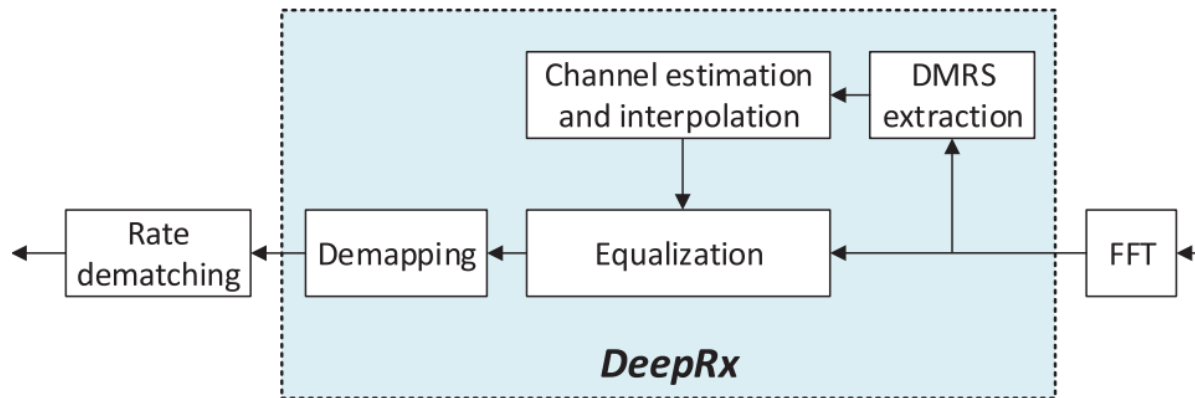 Channel estimation
and interpolation
DMRS
extraction
Rate
dematching
Demapping
Equalization
FFT
DeepRx